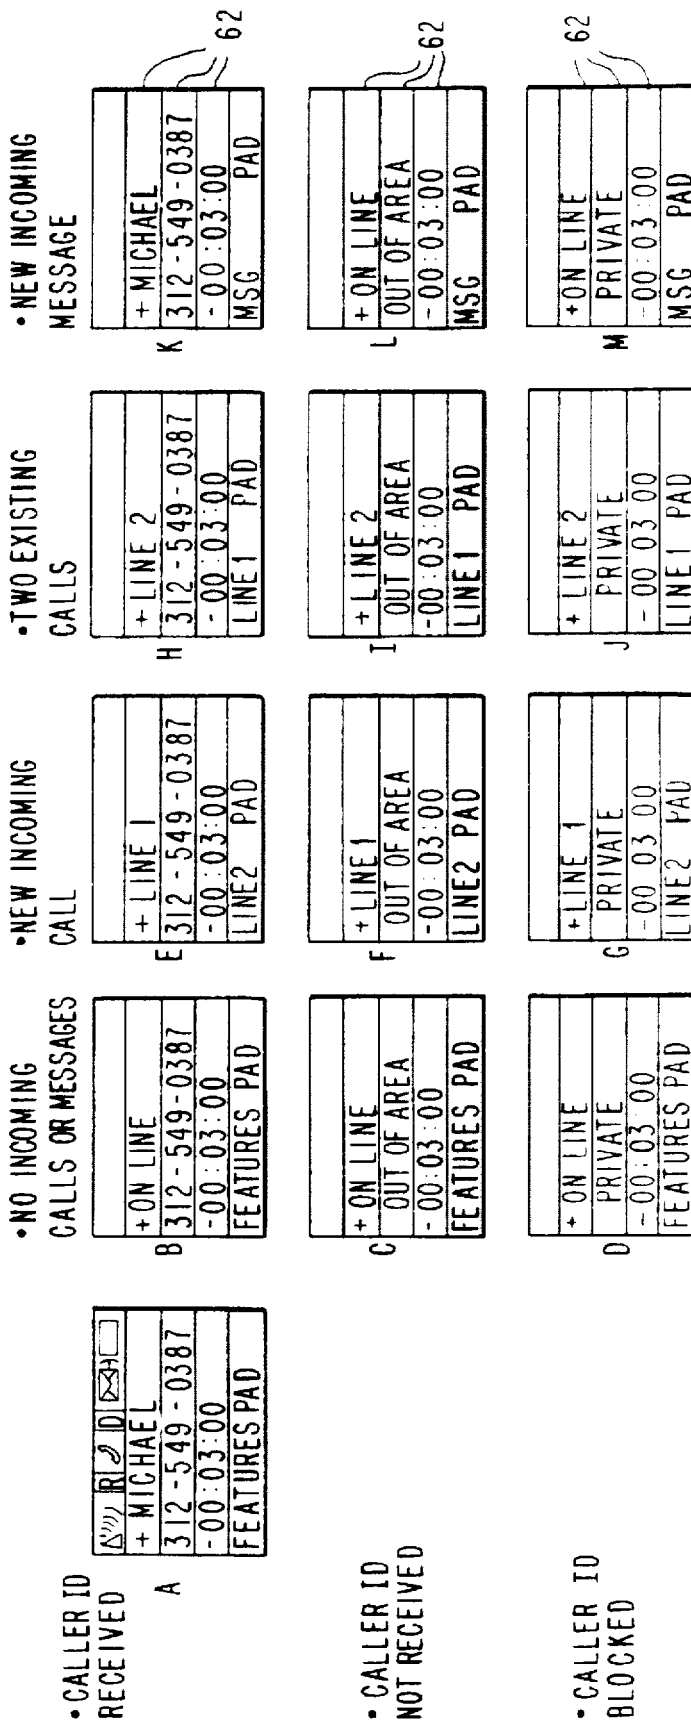 • NO INCOMING
CALLS OR MESSAGES
• NEW INCOMING
CALL
• TWO EXISTING
CALLS
• NEW INCOMING
MESSAGE
• CALLER ID
RECEIVED
A
R D
+ MICHAEL
312-549-0387
-00:03:00
FEATURES PAD
B
+ ON LINE
312-549-0387
-00:03:00
FEATURES PAD
E
+ LINE 1
312-549-0387
-00:03:00
LINE2 PAD
H
+ LINE 2
312-549-0387
-00:03:00
LINE1 PAD
K
+ MICHAEL
312-549-0387
-00:03:00
MSG PAD
62
• CALLER ID
NOT RECEIVED
C
+ ON LINE
OUT OF AREA
-00:03:00
FEATURES PAD
F
+ LINE1
OUT OF AREA
-00:03:00
LINE2 PAD
I
+ LINE 2
OUT OF AREA
-00:03:00
LINE1 PAD
L
+ ON LINE
OUT OF AREA
-00:03:00
MSG PAD
62
• CALLER ID
BLOCKED
D
+ ON LINE
PRIVATE
-00:03:00
FEATURES PAD
G
+ LINE 1
PRIVATE
-00 03 00
LINE2 PAD
J
+ LINE 2
PRIVATE
-00 03 00
LINE1 PAD
M
+ON LINE
PRIVATE
-00:03:00
MSG PAD
62